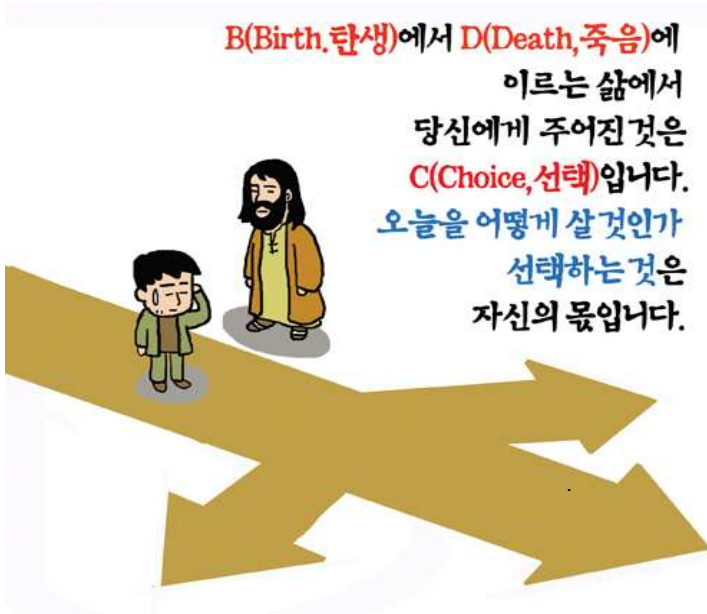 B(Birth.탄생)에서 D(Death,죽음)에
이르는 삶에서
당신에게 주어진것은
C(Choice,선택)입니다.
오늘을 어떻게 살것인가
선택하는것은
자신의 몫입니다.